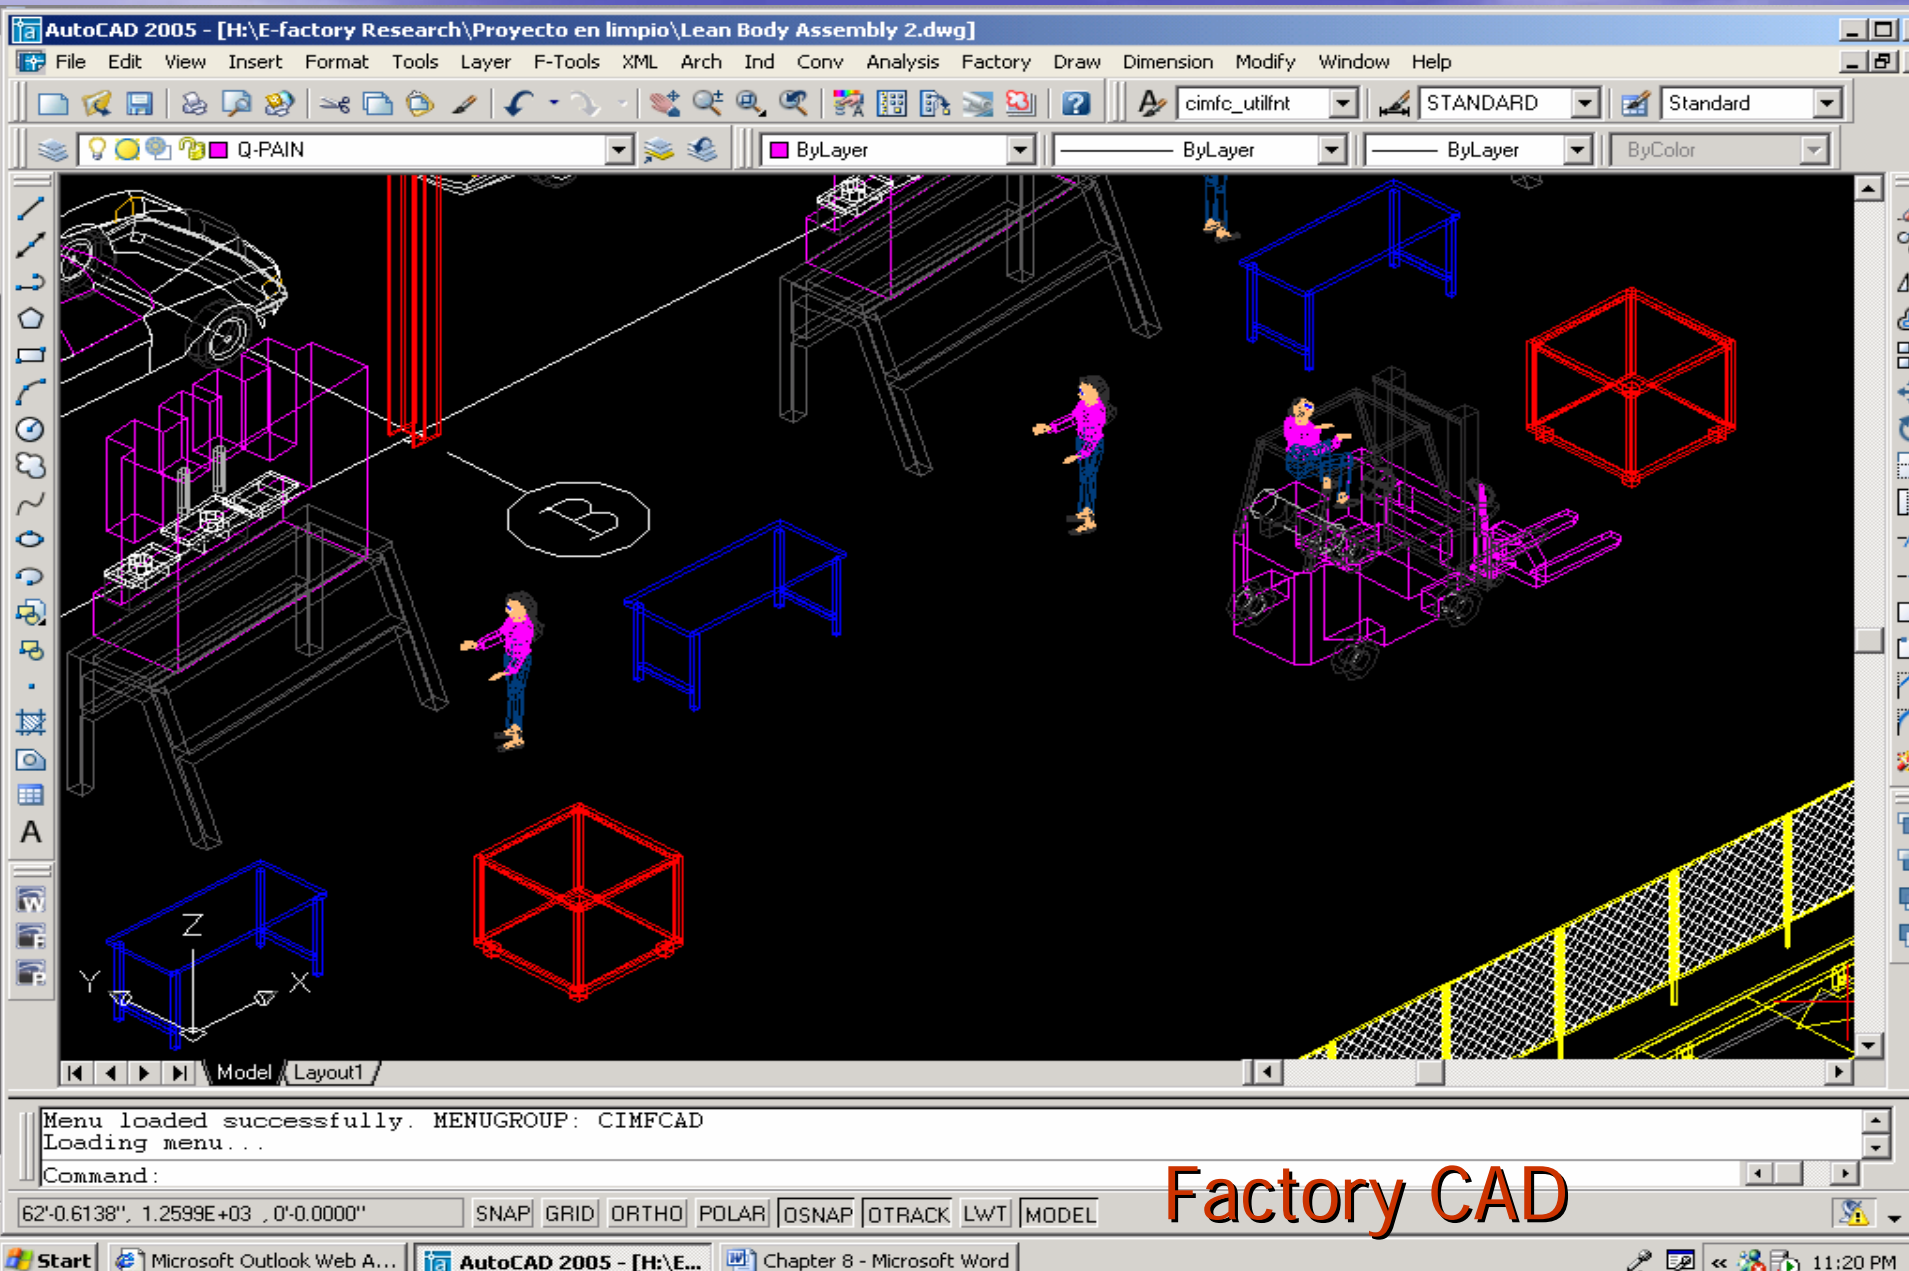 AutoCAD 2005 - [H:\E-factory Research\Proyecto en limpio\Lean Body Assembly 2.dwg]
File Edit View Insert Format Tools Layer F-Tools XML Arch Ind Conv Analysis Factory Draw Dimension Modify Window Help
cimfc_utilfnt STANDARD Standard
Q-PAIN ByLayer ByLayer ByLayer ByColor
B
A
W
F
P
Z
Y X
Model Layout1
Menu loaded successfully. MENUGROUP: CIMFCAD
Loading menu...
Command:
Factory CAD
62'-0.6138", 1.2599E+03 , 0'-0.0000" SNAP GRID ORTHO POLAR OSNAP OTRACK LWT MODEL
Start Microsoft Outlook Web A... AutoCAD 2005 - [H:\E... Chapter 8 - Microsoft Word « 11:20 PM